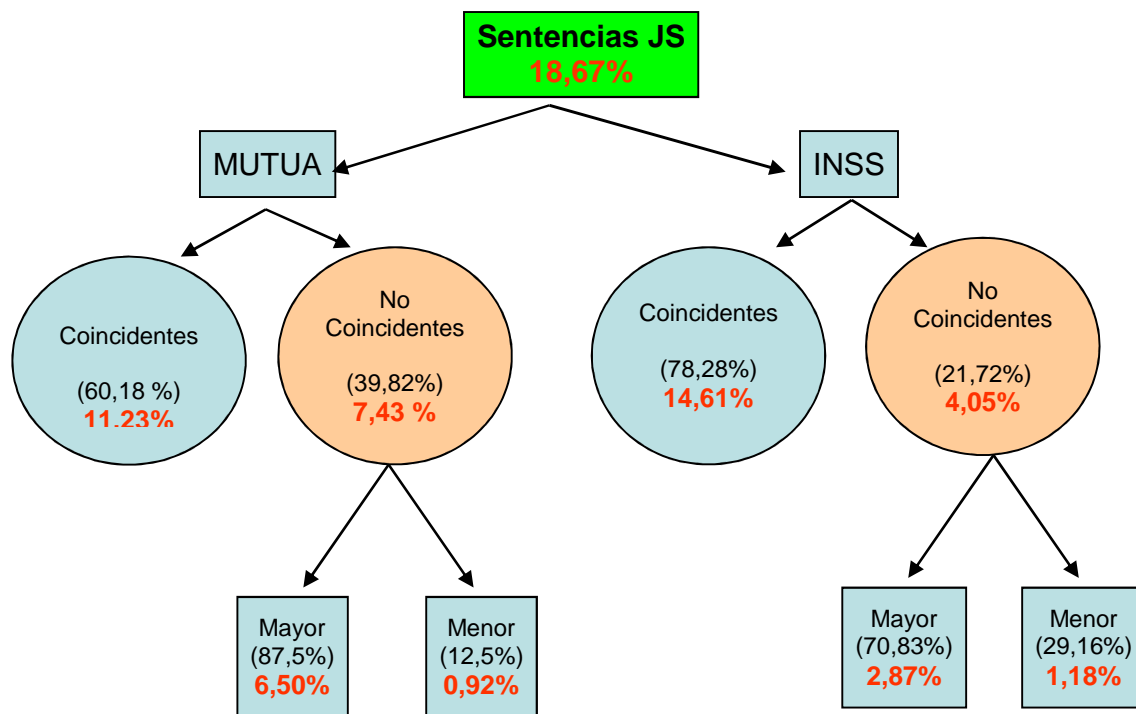 Sentencias JS
18,67%
MUTUA
INSS
Coincidentes
(60,18 %)
11,23%
No
Coincidentes
(39,82%)
7,43 %
Coincidentes
(78,28%)
14,61%
No
Coincidentes
(21,72%)
4,05%
Mayor
(87,5%)
6,50%
Menor
(12,5%)
0,92%
Mayor
(70,83%)
2,87%
Menor
(29,16%)
1,18%